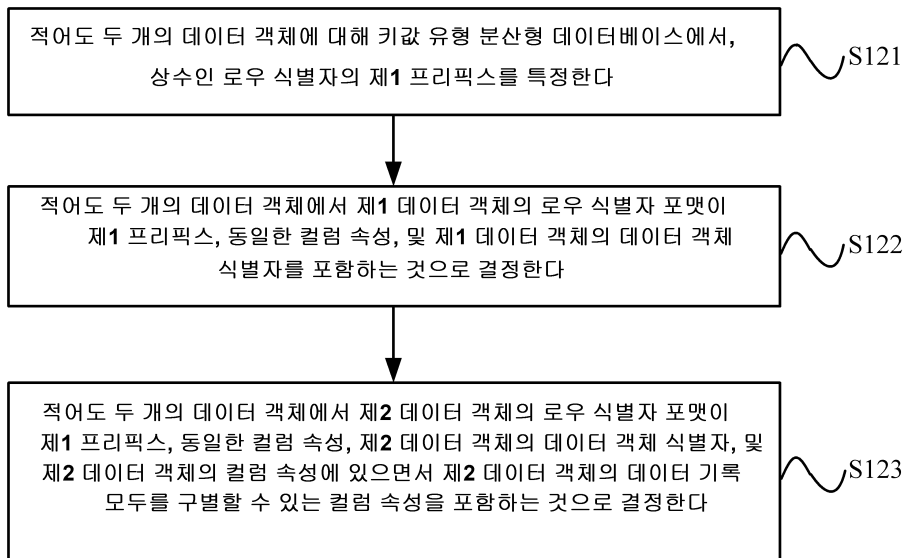 적어도 두 개의 데이터 객체에 대해 키값 유형 분산형 데이터베이스에서,
상수인 로우 식별자의 제1 프리픽스를 특정한다
S121
적어도 두 개의 데이터 객체에서 제1 데이터 객체의 로우 식별자 포맷이
제1 프리픽스, 동일한 컬럼 속성, 및 제1 데이터 객체의 데이터 객체
식별자를 포함하는 것으로 결정한다
S122
적어도 두 개의 데이터 객체에서 제2 데이터 객체의 로우 식별자 포맷이
제1 프리픽스, 동일한 컬럼 속성, 제2 데이터 객체의 데이터 객체 식별자, 및
제2 데이터 객체의 컬럼 속성에 있으면서 제2 데이터 객체의 데이터 기록
모두를 구별할 수 있는 컬럼 속성을 포함하는 것으로 결정한다
S123